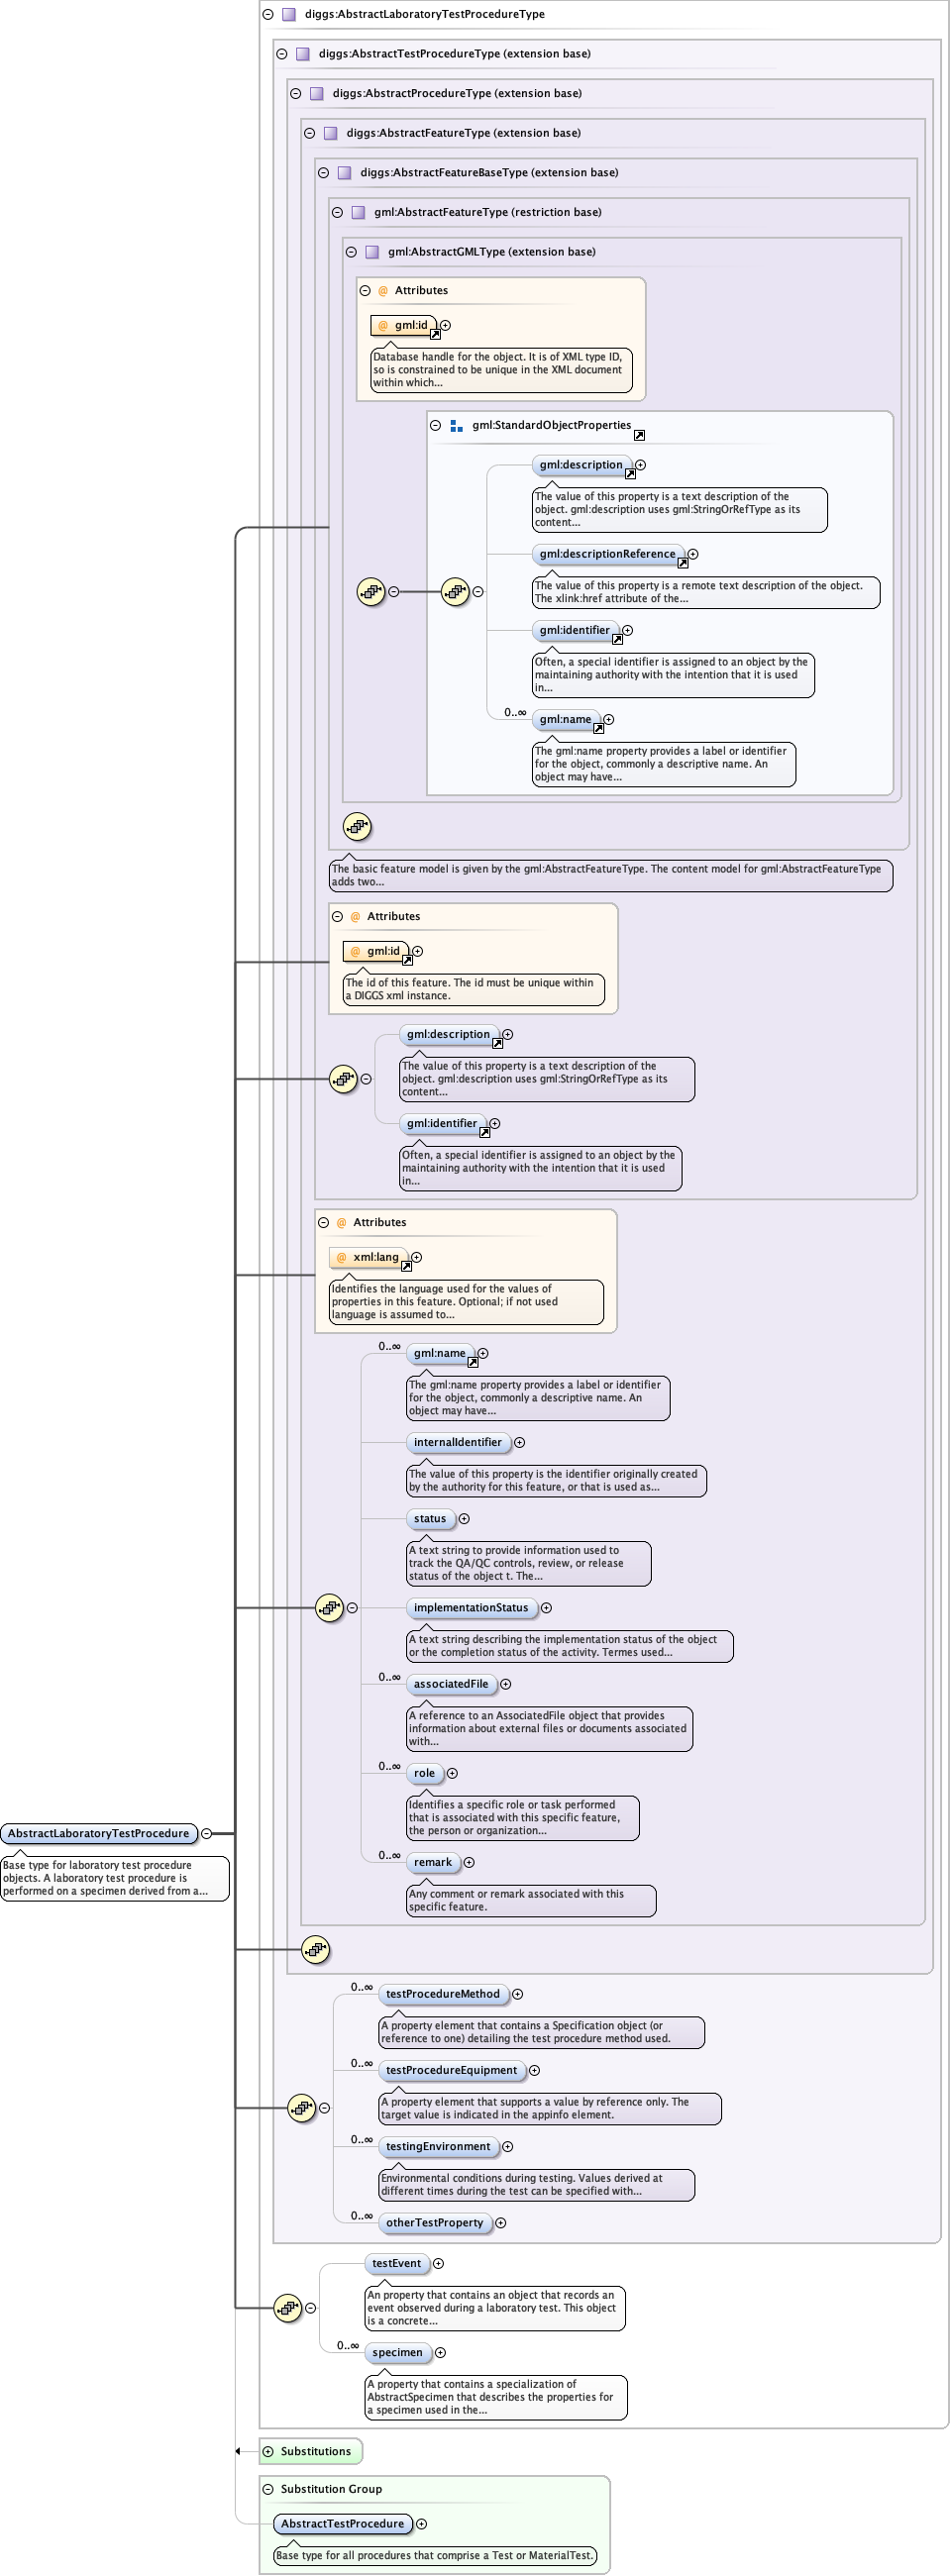 diggs:AbstractLaboratoryTestProcedureType
diggs:AbstractTestProcedureType (extension base)
diggs:AbstractProcedureType (extension base)
diggs:AbstractFeatureType (extension base)
diggs:AbstractFeatureBaseType (extension base)
gml:AbstractFeatureType (restriction base)
gml:AbstractGMLType (extension base)
@ Attributes
@ gml:id
Database handle for the object. It is of XML type ID,
so is constrained to be unique in the XML document
within which...
gml:StandardObjectProperties
gml:description
The value of this property is a text description of the
object. gml:description uses gml:StringOrRefType as its
content...
gml:descriptionReference
The value of this property is a remote text description of the object.
The xlink:href attribute of the...
gml:identifier
Often, a special identifier is assigned to an object by the
maintaining authority with the intention that it is used
in...
0..∞
gml:name
The gml:name property provides a label or identifier
for the object, commonly a descriptive name. An
object may have...
The basic feature model is given by the gml:AbstractFeatureType. The content model for gml:AbstractFeatureType
adds two...
@ Attributes
@ gml:id
The id of this feature. The id must be unique within
a DIGGS xml instance.
gml:description
The value of this property is a text description of the
object. gml:description uses gml:StringOrRefType as its
content...
gml:identifier
Often, a special identifier is assigned to an object by the
maintaining authority with the intention that it is used
in...
@ Attributes
@ xml:lang
Identifies the language used for the values of
properties in this feature. Optional; if not used
language is assumed to...
0..∞
gml:name
The gml:name property provides a label or identifier
for the object, commonly a descriptive name. An
object may have...
internalIdentifier
The value of this property is the identifier originally created
by the authority for this feature, or that is used as...
status
A text string to provide information used to
track the QA/QC controls, review, or release
status of the object t. The...
implementationStatus
A text string describing the implementation status of the object
or the completion status of the activity. Termes used...
0..∞
associatedFile
A reference to an AssociatedFile object that provides
information about external files or documents associated
with...
0..∞
role
Identifies a specific role or task performed
that is associated with this specific feature,
the person or organization...
AbstractLaboratoryTestProcedure
Base type for laboratory test procedure
objects. A laboratory test procedure is
performed on a specimen derived from a...
0..∞
remark
Any comment or remark associated with this
specific feature.
0..∞
testProcedureMethod
A property element that contains a Specification object (or
reference to one) detailing the test procedure method used.
0..∞
testProcedureEquipment
A property element that supports a value by reference only. The
target value is indicated in the appinfo element.
0..∞
testingEnvironment
Environmental conditions during testing. Values derived at
different times during the test can be specified with...
0..∞
otherTestProperty
testEvent
An property that contains an object that records an
event observed during a laboratory test. This object
is a concrete...
0..∞
specimen
A property that contains a specialization of
AbstractSpecimen that describes the properties for
a specimen used in the...
Substitutions
Substitution Group
AbstractTestProcedure
Base type for all procedures that comprise a Test or MaterialTest.